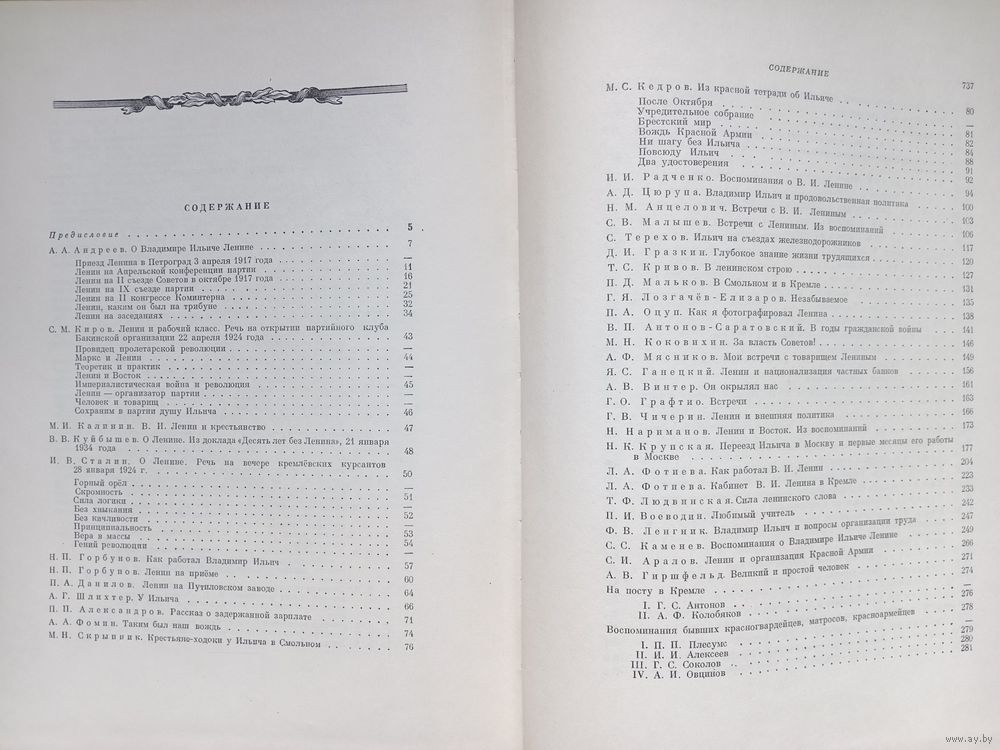 СОДЕРЖАНИЕ
Предисловие 5
А. А. Андреев. О Владимире Ильиче Ленине 7
Приезд Ленина в Петроград 3 апреля 1917 года —
Ленин на Апрельской конференции партии 11
Ленин на II съезде Советов в октябре 1917 года 16
Ленин на IX съезде партии 21
Ленин на II конгрессе Коминтерна 25
Ленин, каким он был на трибуне 32
Ленин на заседаниях 34
С. М. Киров. Ленин и рабочий класс. Речь на открытии партийного клуба
Бакинской организации 22 апреля 1924 года 43
Провидец пролетарской революции —
Маркс и Ленин 44
Теоретик и практик —
Ленин и Восток —
Империалистическая война и революция 45
Ленин — организатор партии —
Человек и товарищ —
Сохраним в партии душу Ильича 46
М. И. Калинин. В. И. Ленин и крестьянство 47
В. В. Куйбышев. О Ленине. Из доклада «Десять лет без Ленина», 21 января
1934 года 48
И. В. Сталин. О Ленине. Речь на вечере кремлёвских курсантов
28 января 1924 г. 50
Горный орёл —
Скромность —
Сила логики 51
Без хныкания —
Без кичливости 52
Принципиальность —
Вера в массы 53
Гений революции 54
Н. П. Горбунов. Как работал Владимир Ильич 57
Н. П. Горбунов. Ленин на приёме 60
П. А. Данилов. Ленин на Путиловском заводе 64
А. Г. Шлихтер. У Ильича 66
П. П. Александров. Рассказ о задержанной зарплате 71
А. А. Фомин. Таким был наш вождь 74
М. Н. Скрыпник. Крестьяне-ходоки у Ильича в Смольном 76
СОДЕРЖАНИЕ 737
М. С. Кедров. Из красной тетради об Ильиче 80
После Октября —
Учредительное собрание 81
Брестский мир 82
Вождь Красной Армии 84
Ни шагу без Ильича 88
Повсюду Ильич 91
Два удостоверения 92
И. И. Радченко. Воспоминания о В. И. Ленине 94
А. Д. Цюрупа. Владимир Ильич и продовольственная политика 100
Н. М. Анцелович. Встречи с В. И. Лениным 103
С. В. Малышев. Встречи с Лениным. Из воспоминаний 106
С. Терехов. Ильич на съездах железнодорожников 117
Д. И. Гразкин. Глубокое знание жизни трудящихся 120
Т. С. Кривов. В ленинском строю 127
П. Д. Мальков. В Смольном и в Кремле 131
Г. Я. Лозгачёв-Елизаров. Незабываемое 135
П. А. Оцуп. Как я фотографировал Ленина 138
В. П. Антонов-Саратовский. В годы гражданской войны 141
М. Н. Коковихин. За власть Советов! 146
А. Ф. Мясников. Мои встречи с товарищем Лениным 149
Я. С. Ганецкий. Ленин и национализация частных банков 156
А. В. Винтер. Он окрылял нас 161
Г. О. Графтио. Встречи 163
Г. В. Чичерин. Ленин и внешняя политика 166
Н. Нариманов. Ленин и Восток. Из воспоминаний 173
Н. К. Крупская. Переезд Ильича в Москву и первые месяцы его работы
в Москве 177
Л. А. Фотиева. Как работал В. И. Ленин 204
Л. А. Фотиева. Кабинет В. И. Ленина в Кремле 223
Т. Ф. Людвинская. Сила ленинского слова 233
П. И. Воеводин. Любимый учитель 242
Ф. В. Ленгник. Владимир Ильич и вопросы организации труда 247
С. С. Каменев. Воспоминания о Владимире Ильиче Ленине 249
С. И. Аралов. Ленин и организация Красной Армии 266
А. В. Гиршфельд. Великий и простой человек 271
На посту в Кремле 274
I. Г. С. Антонов 276
II. А. Ф. Колобяков
Воспоминания бывших красногвардейцев, матросов, красноармейцев 278
I. П. П. Плесумс —
II. И. И. Алексеев 279
III. Г. С. Соколов 280
IV. А. И. Овцинов 281
www.ay.by